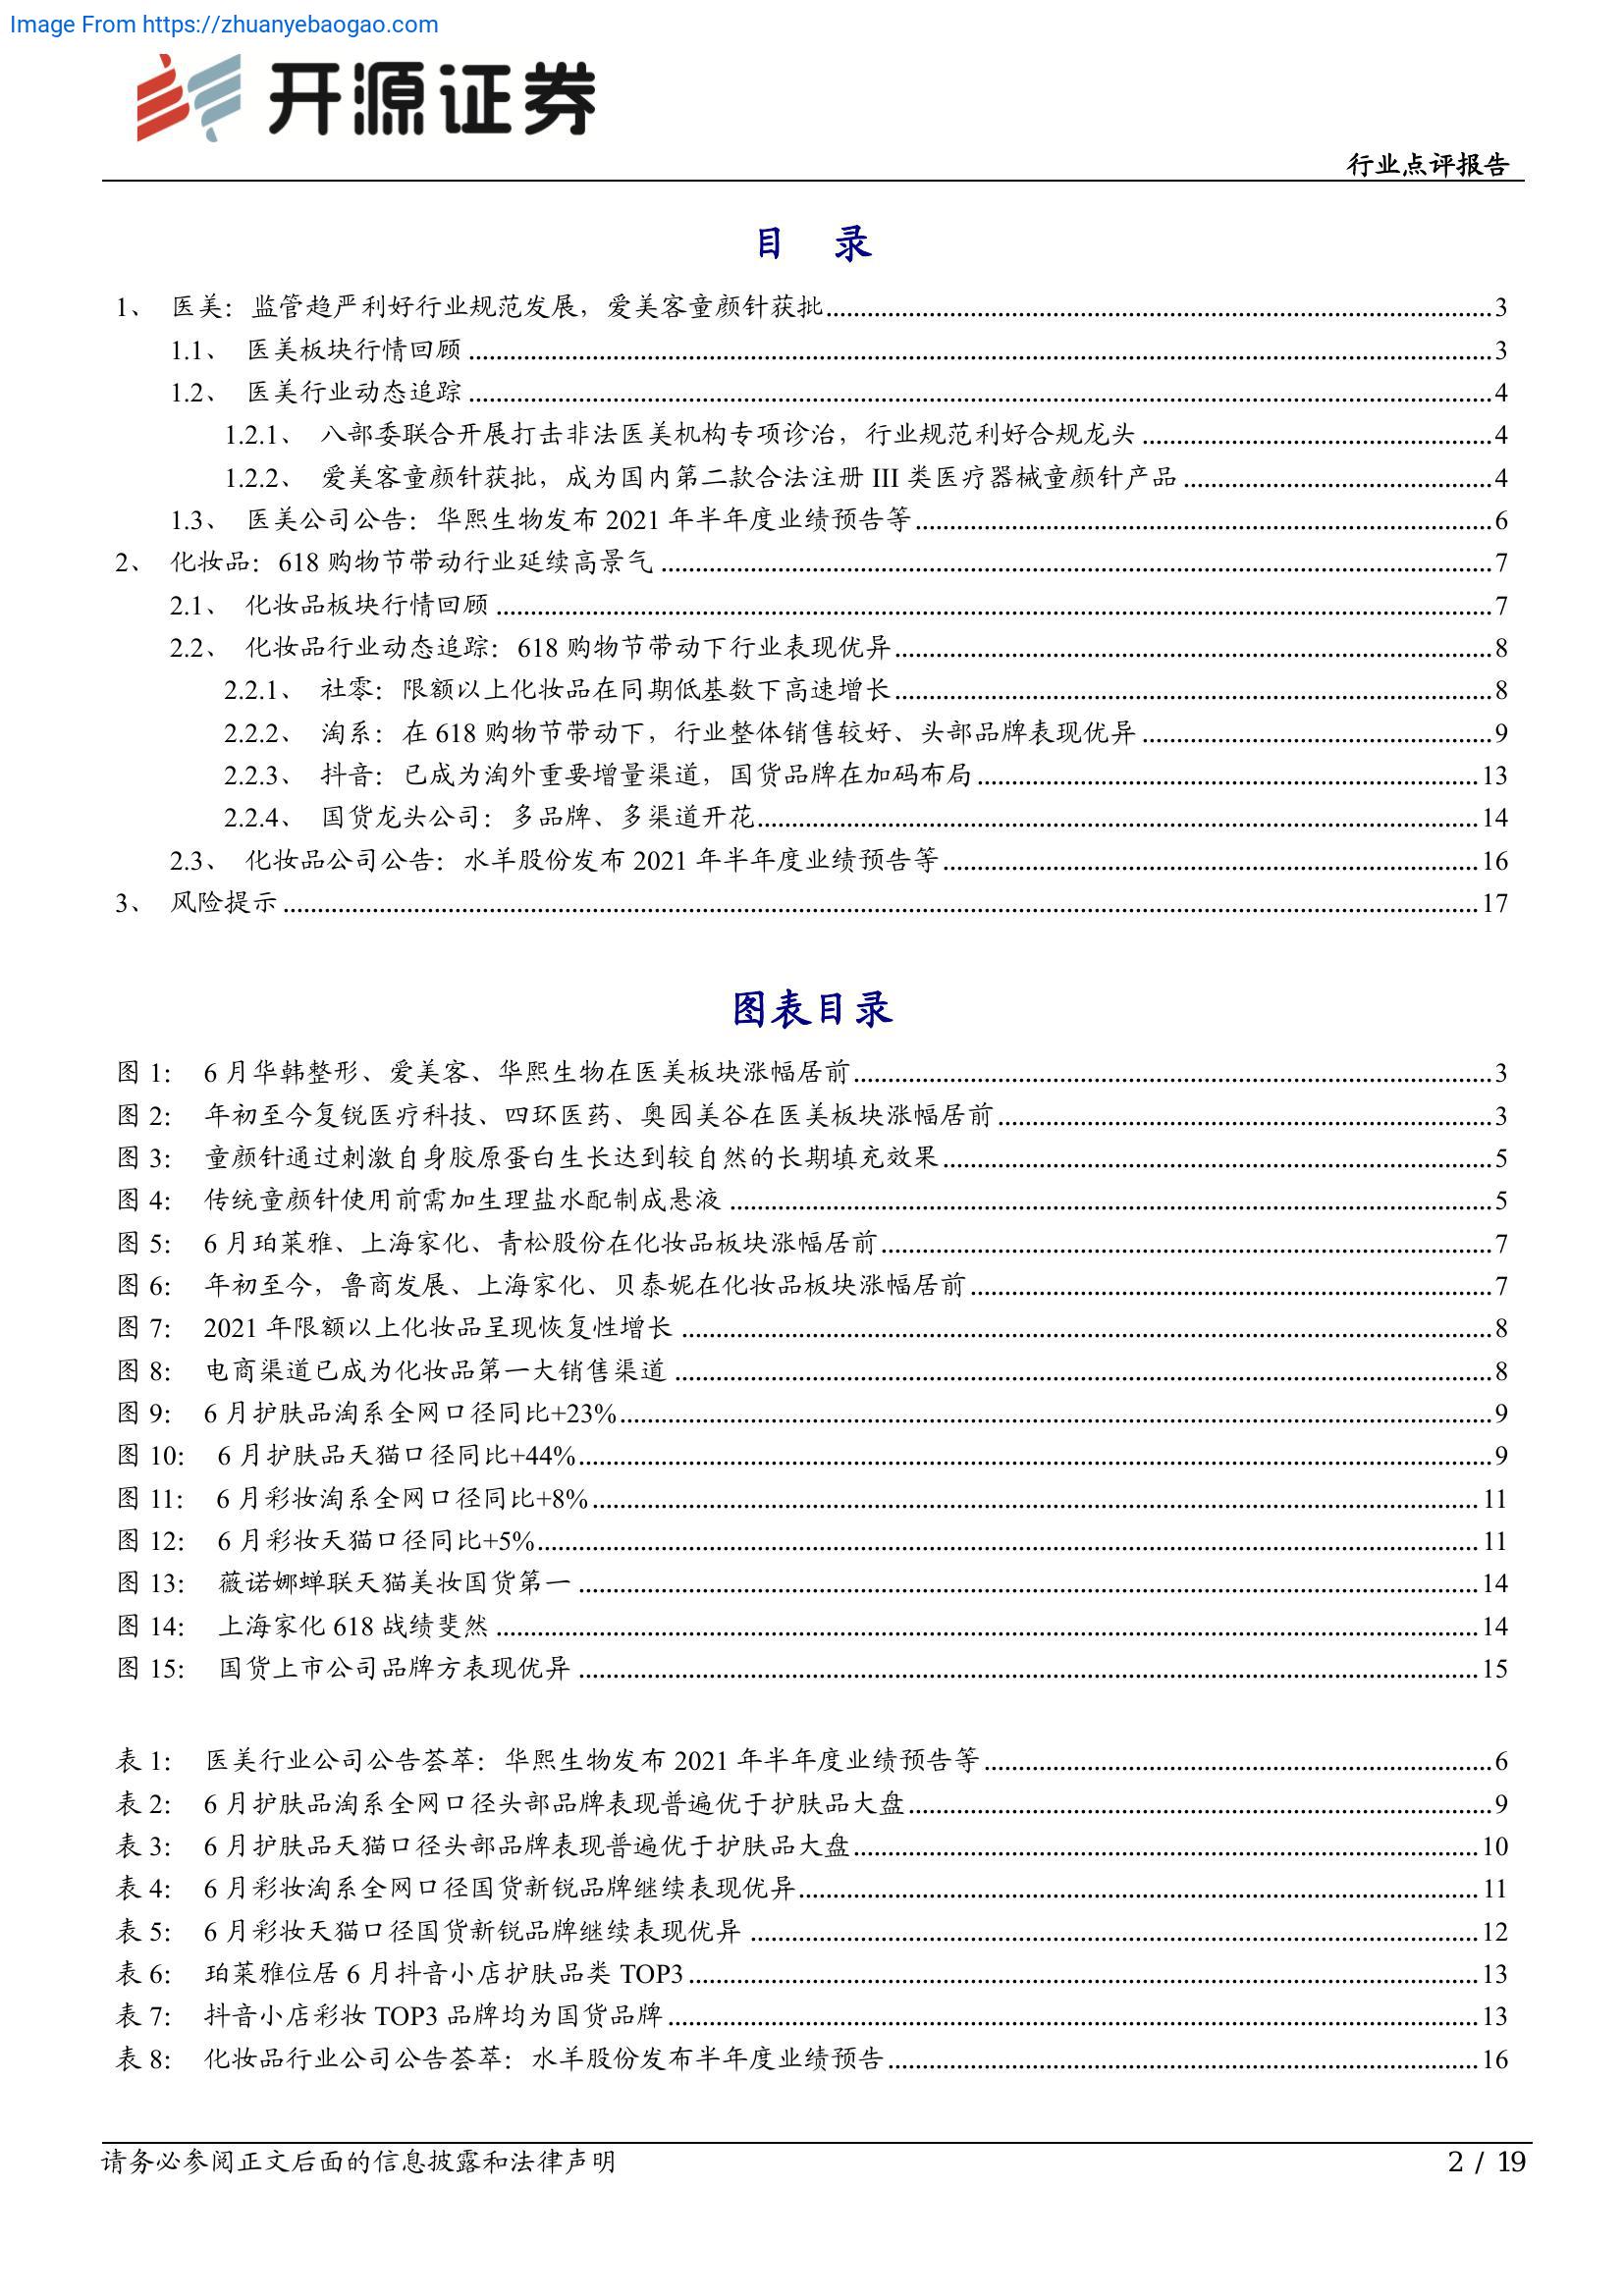 Image From https://zhuanyebaogao.com
开源证券
行业点评报告
目 录
1、 医美：监管趋严利好行业规范发展，爱美客童颜针获批 3
1.1、 医美板块行情回顾 3
1.2、 医美行业动态追踪 4
1.2.1、 八部委联合开展打击非法医美机构专项诊治，行业规范利好合规龙头 4
1.2.2、 爱美客童颜针获批，成为国内第二款合法注册 III 类医疗器械童颜针产品 4
1.3、 医美公司公告：华熙生物发布 2021 年半年度业绩预告等 6
2、 化妆品：618 购物节带动行业延续高景气 7
2.1、 化妆品板块行情回顾 7
2.2、 化妆品行业动态追踪：618 购物节带动下行业表现优异 8
2.2.1、 社零：限额以上化妆品在同期低基数下高速增长 8
2.2.2、 淘系：在 618 购物节带动下，行业整体销售较好、头部品牌表现优异 9
2.2.3、 抖音：已成为淘外重要增量渠道，国货品牌在加码布局 13
2.2.4、 国货龙头公司：多品牌、多渠道开花 14
2.3、 化妆品公司公告：水羊股份发布 2021 年半年度业绩预告等 16
3、 风险提示 17
图表目录
图 1： 6 月华韩整形、爱美客、华熙生物在医美板块涨幅居前 3
图 2： 年初至今复锐医疗科技、四环医药、奥园美谷在医美板块涨幅居前 3
图 3： 童颜针通过刺激自身胶原蛋白生长达到较自然的长期填充效果 5
图 4： 传统童颜针使用前需加生理盐水配制成悬液 5
图 5： 6 月珀莱雅、上海家化、青松股份在化妆品板块涨幅居前 7
图 6： 年初至今，鲁商发展、上海家化、贝泰妮在化妆品板块涨幅居前 7
图 7： 2021 年限额以上化妆品呈现恢复性增长 8
图 8： 电商渠道已成为化妆品第一大销售渠道 8
图 9： 6 月护肤品淘系全网口径同比+23% 9
图 10： 6 月护肤品天猫口径同比+44% 9
图 11： 6 月彩妆淘系全网口径同比+8% 11
图 12： 6 月彩妆天猫口径同比+5% 11
图 13： 薇诺娜蝉联天猫美妆国货第一 14
图 14： 上海家化 618 战绩斐然 14
图 15： 国货上市公司品牌方表现优异 15
表 1： 医美行业公司公告荟萃：华熙生物发布 2021 年半年度业绩预告等 6
表 2： 6 月护肤品淘系全网口径头部品牌表现普遍优于护肤品大盘 9
表 3： 6 月护肤品天猫口径头部品牌表现普遍优于护肤品大盘 10
表 4： 6 月彩妆淘系全网口径国货新锐品牌继续表现优异 11
表 5： 6 月彩妆天猫口径国货新锐品牌继续表现优异 12
表 6： 珀莱雅位居 6 月抖音小店护肤品类 TOP3 13
表 7： 抖音小店彩妆 TOP3 品牌均为国货品牌 13
表 8： 化妆品行业公司公告荟萃：水羊股份发布半年度业绩预告 16
请务必参阅正文后面的信息披露和法律声明
2 / 19